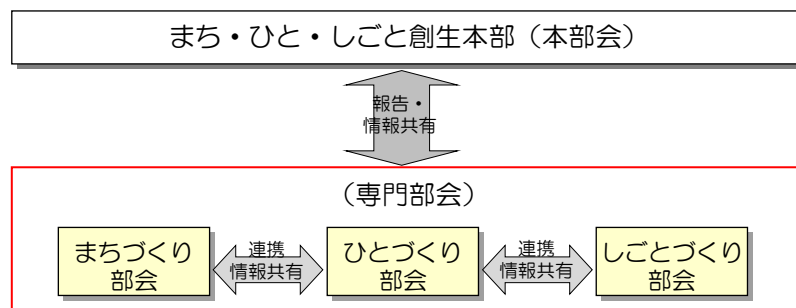 まち・ひと・しごと創生本部（本部会）
報告・
情報共有
（専門部会）
まちづくり
部会
連携
情報共有
ひとづくり
部会
連携
情報共有
しごとづくり
部会